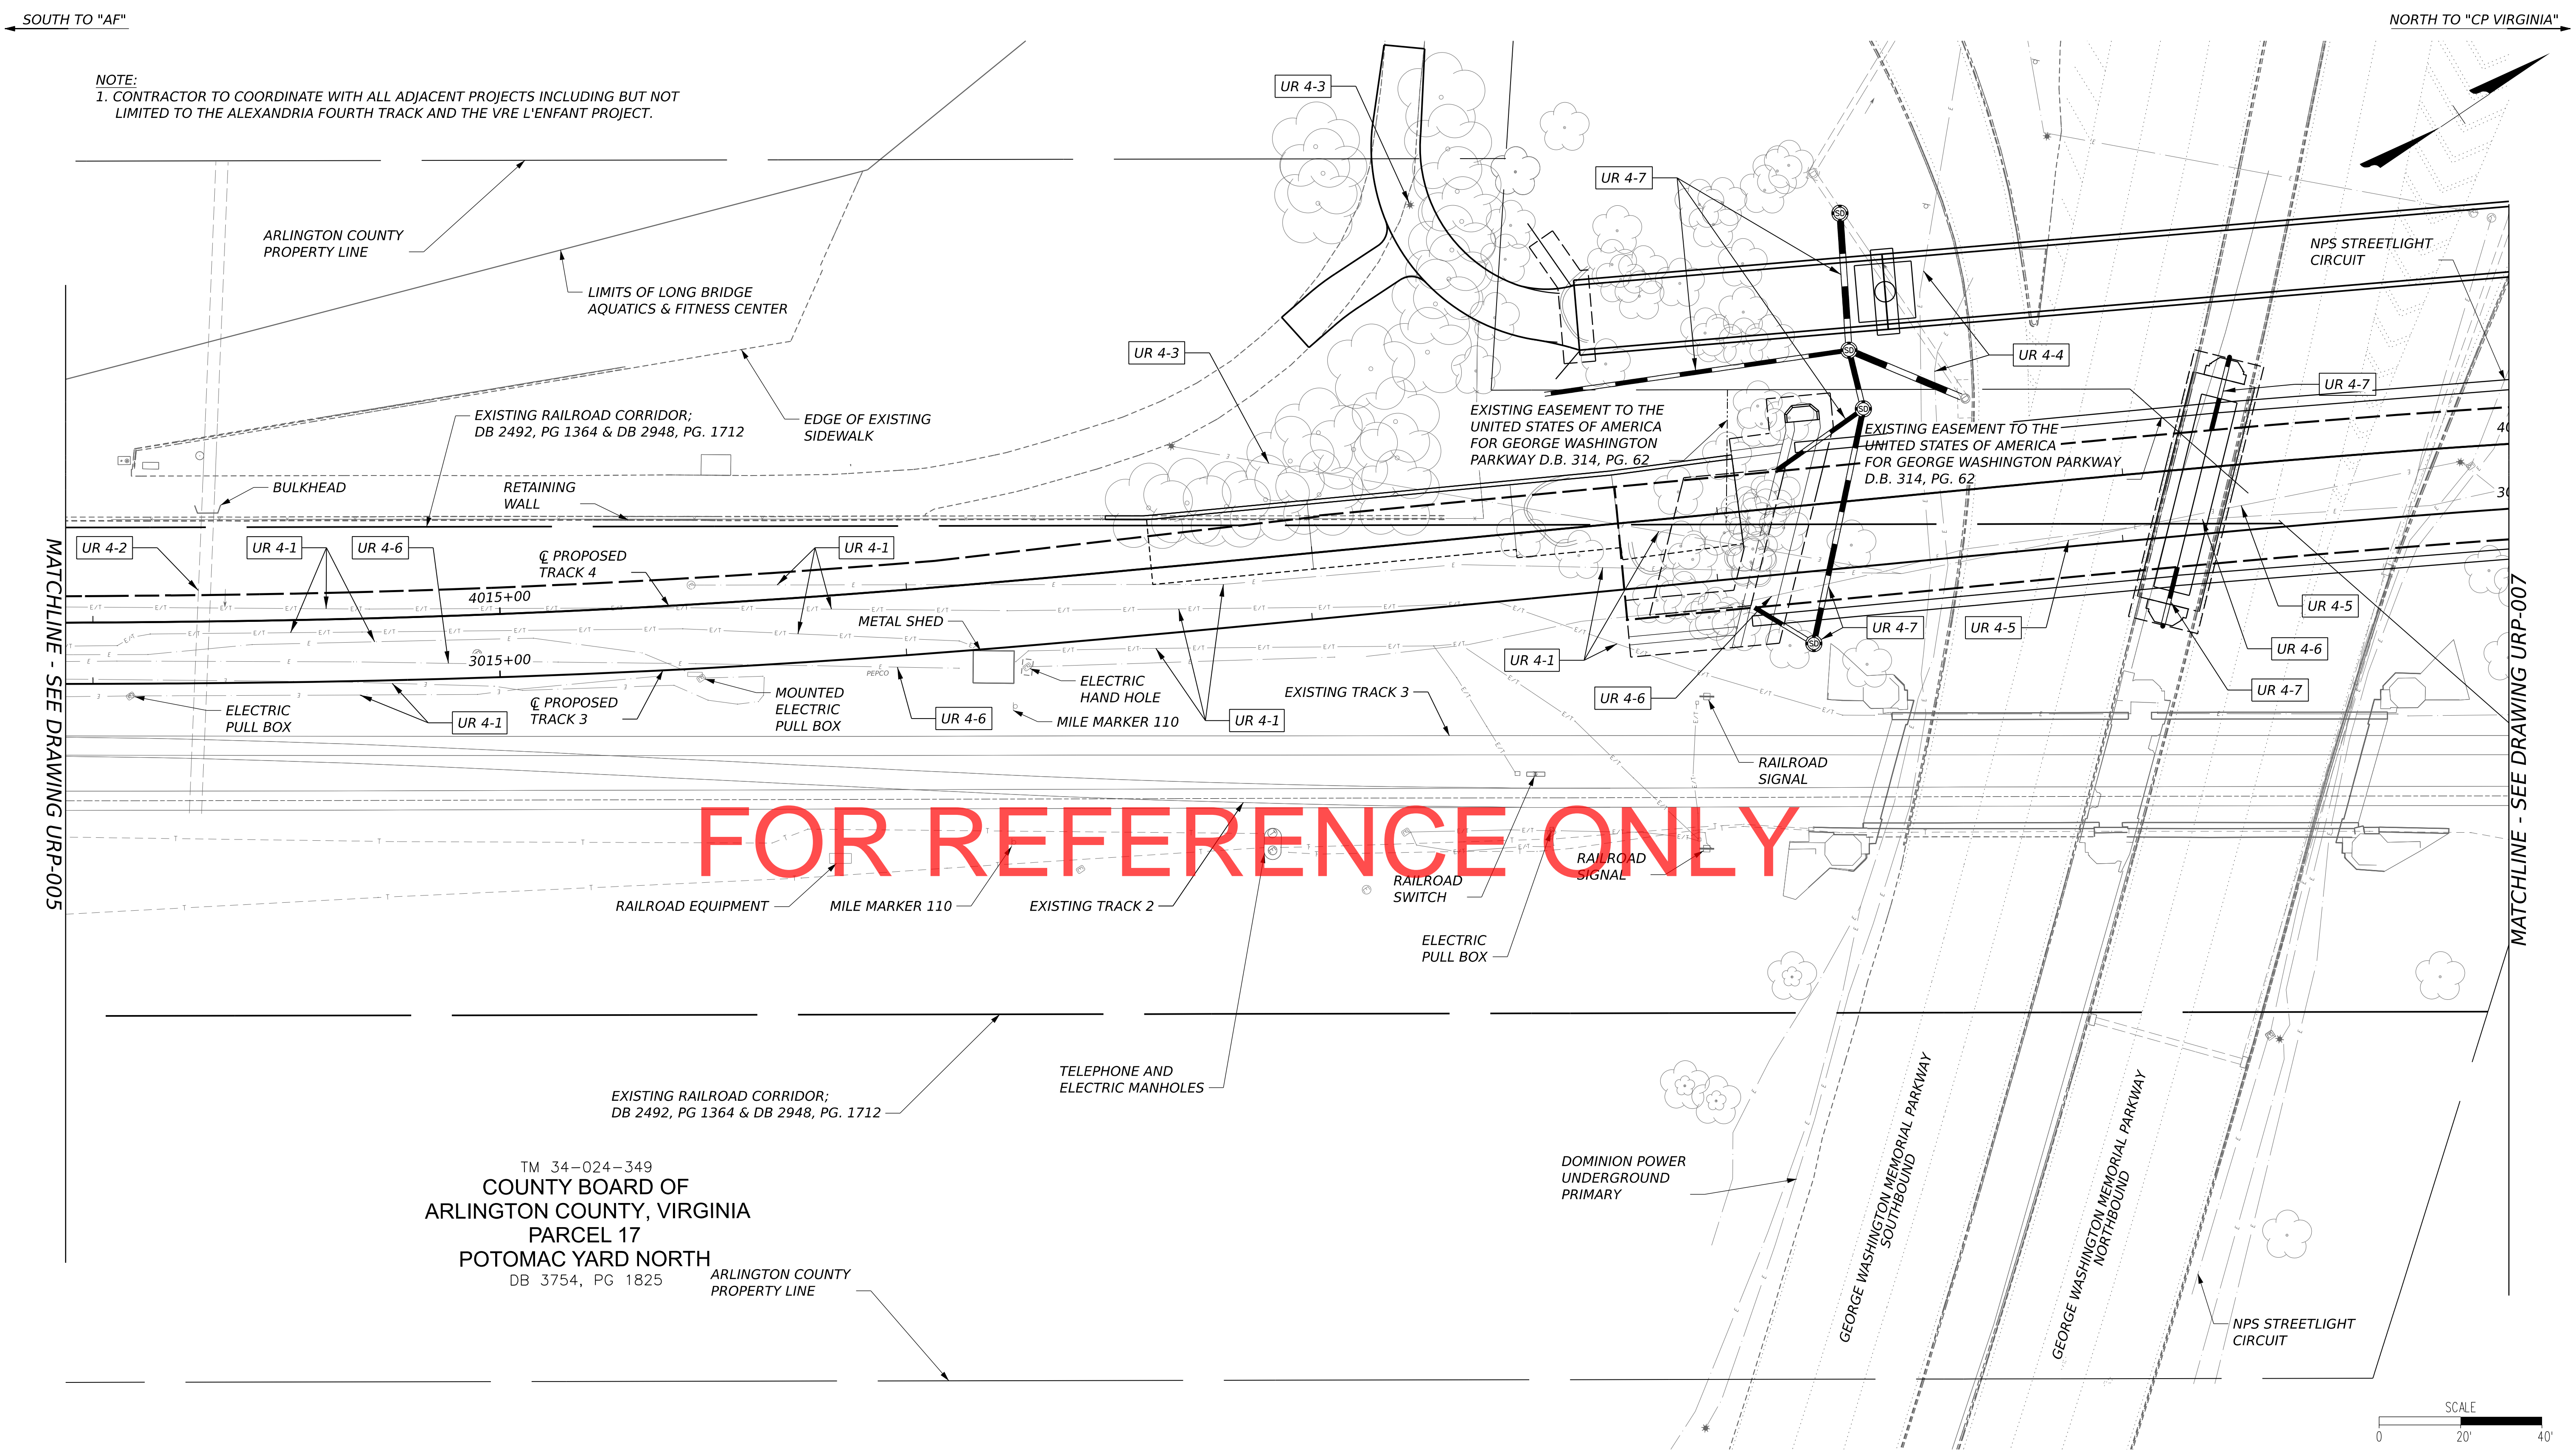 SOUTH TO "AF"
NORTH TO "CP VIRGINIA"
NOTE:
1. CONTRACTOR TO COORDINATE WITH ALL ADJACENT PROJECTS INCLUDING BUT NOT
LIMITED TO THE ALEXANDRIA FOURTH TRACK AND THE VRE L'ENFANT PROJECT.
UR 4-3
UR 4-7
SD
ARLINGTON COUNTY
PROPERTY LINE
NPS STREETLIGHT
CIRCUIT
LIMITS OF LONG BRIDGE
AQUATICS & FITNESS CENTER
UR 4-3
SD
UR 4-4
UR 4-7
EXISTING RAILROAD CORRIDOR;
DB 2492, PG 1364 & DB 2948, PG. 1712
EDGE OF EXISTING
SIDEWALK
EXISTING EASEMENT TO THE
UNITED STATES OF AMERICA
FOR GEORGE WASHINGTON
PARKWAY D.B. 314, PG. 62
SD
EXISTING EASEMENT TO THE
UNITED STATES OF AMERICA
FOR GEORGE WASHINGTON PARKWAY
D.B. 314, PG. 62
40
30
BULKHEAD
RETAINING
WALL
UR 4-2
UR 4-1
UR 4-6
℄ PROPOSED
TRACK 4
UR 4-1
4015+00
METAL SHED
3015+00
PEPCO
UR 4-1
SD
UR 4-7
UR 4-5
UR 4-5
UR 4-6
UR 4-7
UR 4-6
ELECTRIC
PULL BOX
UR 4-1
℄ PROPOSED
TRACK 3
MOUNTED
ELECTRIC
PULL BOX
UR 4-6
ELECTRIC
HAND HOLE
MILE MARKER 110
UR 4-1
EXISTING TRACK 3
RAILROAD
SIGNAL
MATCHLINE - SEE DRAWING URP-005
MATCHLINE - SEE DRAWING URP-007
FOR REFERENCE ONLY
RAILROAD EQUIPMENT
MILE MARKER 110
EXISTING TRACK 2
RAILROAD
SWITCH
RAILROAD
SIGNAL
ELECTRIC
PULL BOX
TELEPHONE AND
ELECTRIC MANHOLES
EXISTING RAILROAD CORRIDOR;
DB 2492, PG 1364 & DB 2948, PG. 1712
TM 34-024-349
COUNTY BOARD OF
ARLINGTON COUNTY, VIRGINIA
PARCEL 17
POTOMAC YARD NORTH
DB 3754, PG 1825
ARLINGTON COUNTY
PROPERTY LINE
DOMINION POWER
UNDERGROUND
PRIMARY
GEORGE WASHINGTON MEMORIAL PARKWAY
SOUTHBOUND
GEORGE WASHINGTON MEMORIAL PARKWAY
NORTHBOUND
NPS STREETLIGHT
CIRCUIT
SCALE
0 20' 40'